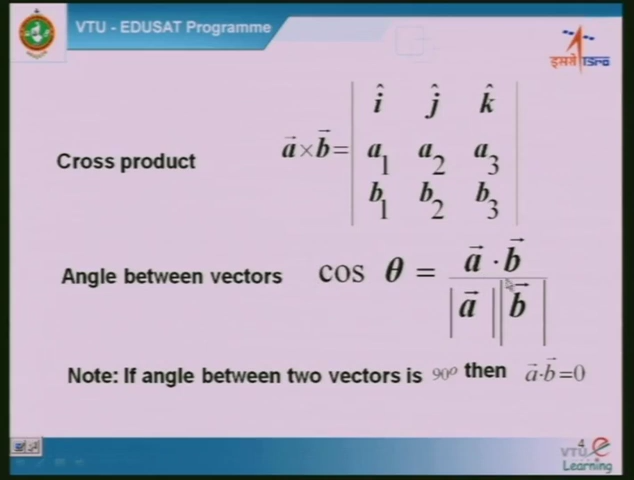 VTU - EDUSAT Programme
इसरो isro
Cross product a⃗ × b⃗ = | î ĵ k̂ |
| a₁ a₂ a₃ |
| b₁ b₂ b₃ |
Angle between vectors cos θ = a⃗ · b⃗
|a⃗||b⃗|
Note: If angle between two vectors is 90º then a⃗·b⃗=0
4
VTU e
Learning